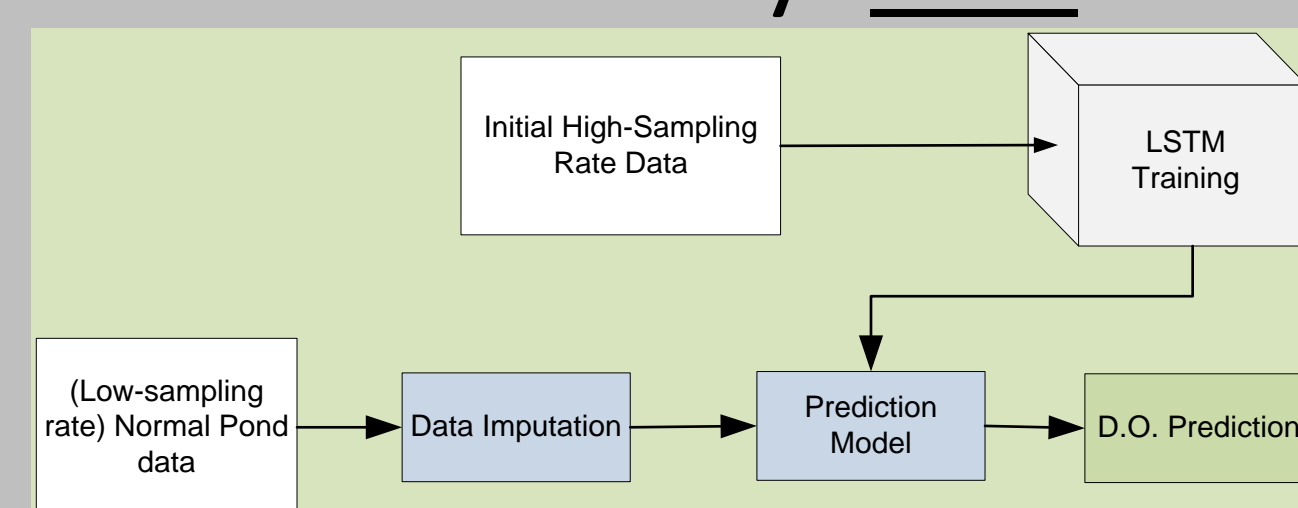 Initial High-Sampling
Rate Data
LSTM
Training
(Low-sampling
rate) Normal Pond
data
Data Imputation
Prediction
Model
D.O. Prediction